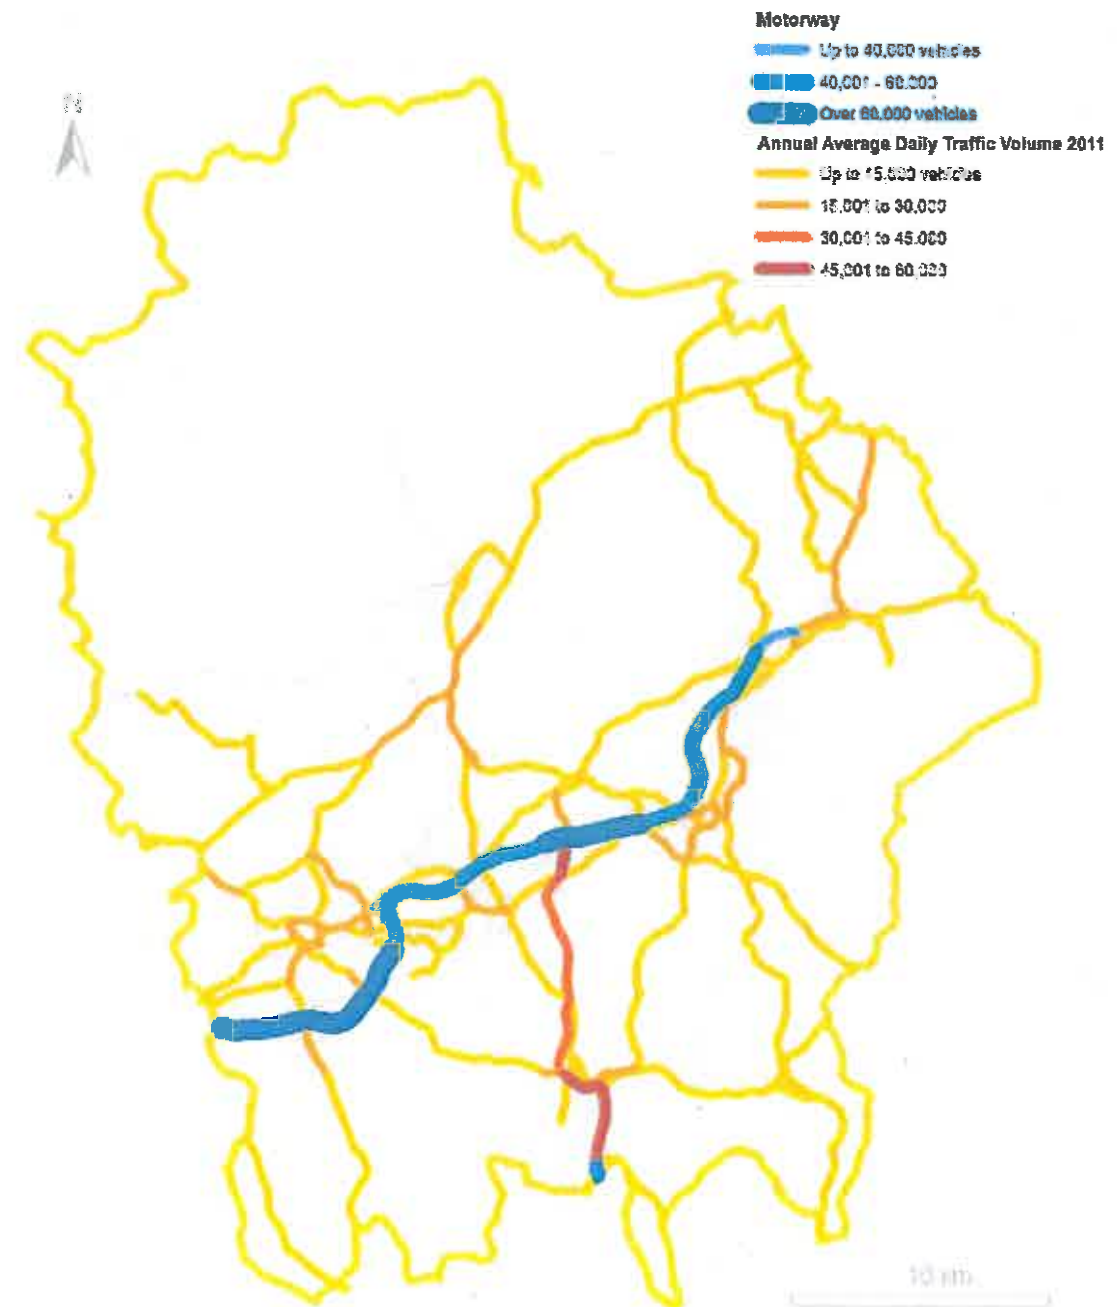 N
Motorway
Up to 40,000 vehicles
40,001 - 60,000
Over 60,000 vehicles
Annual Average Daily Traffic Volume 2011
Up to 15,000 vehicles
15,001 to 30,000
30,001 to 45,000
45,001 to 60,000
10 km